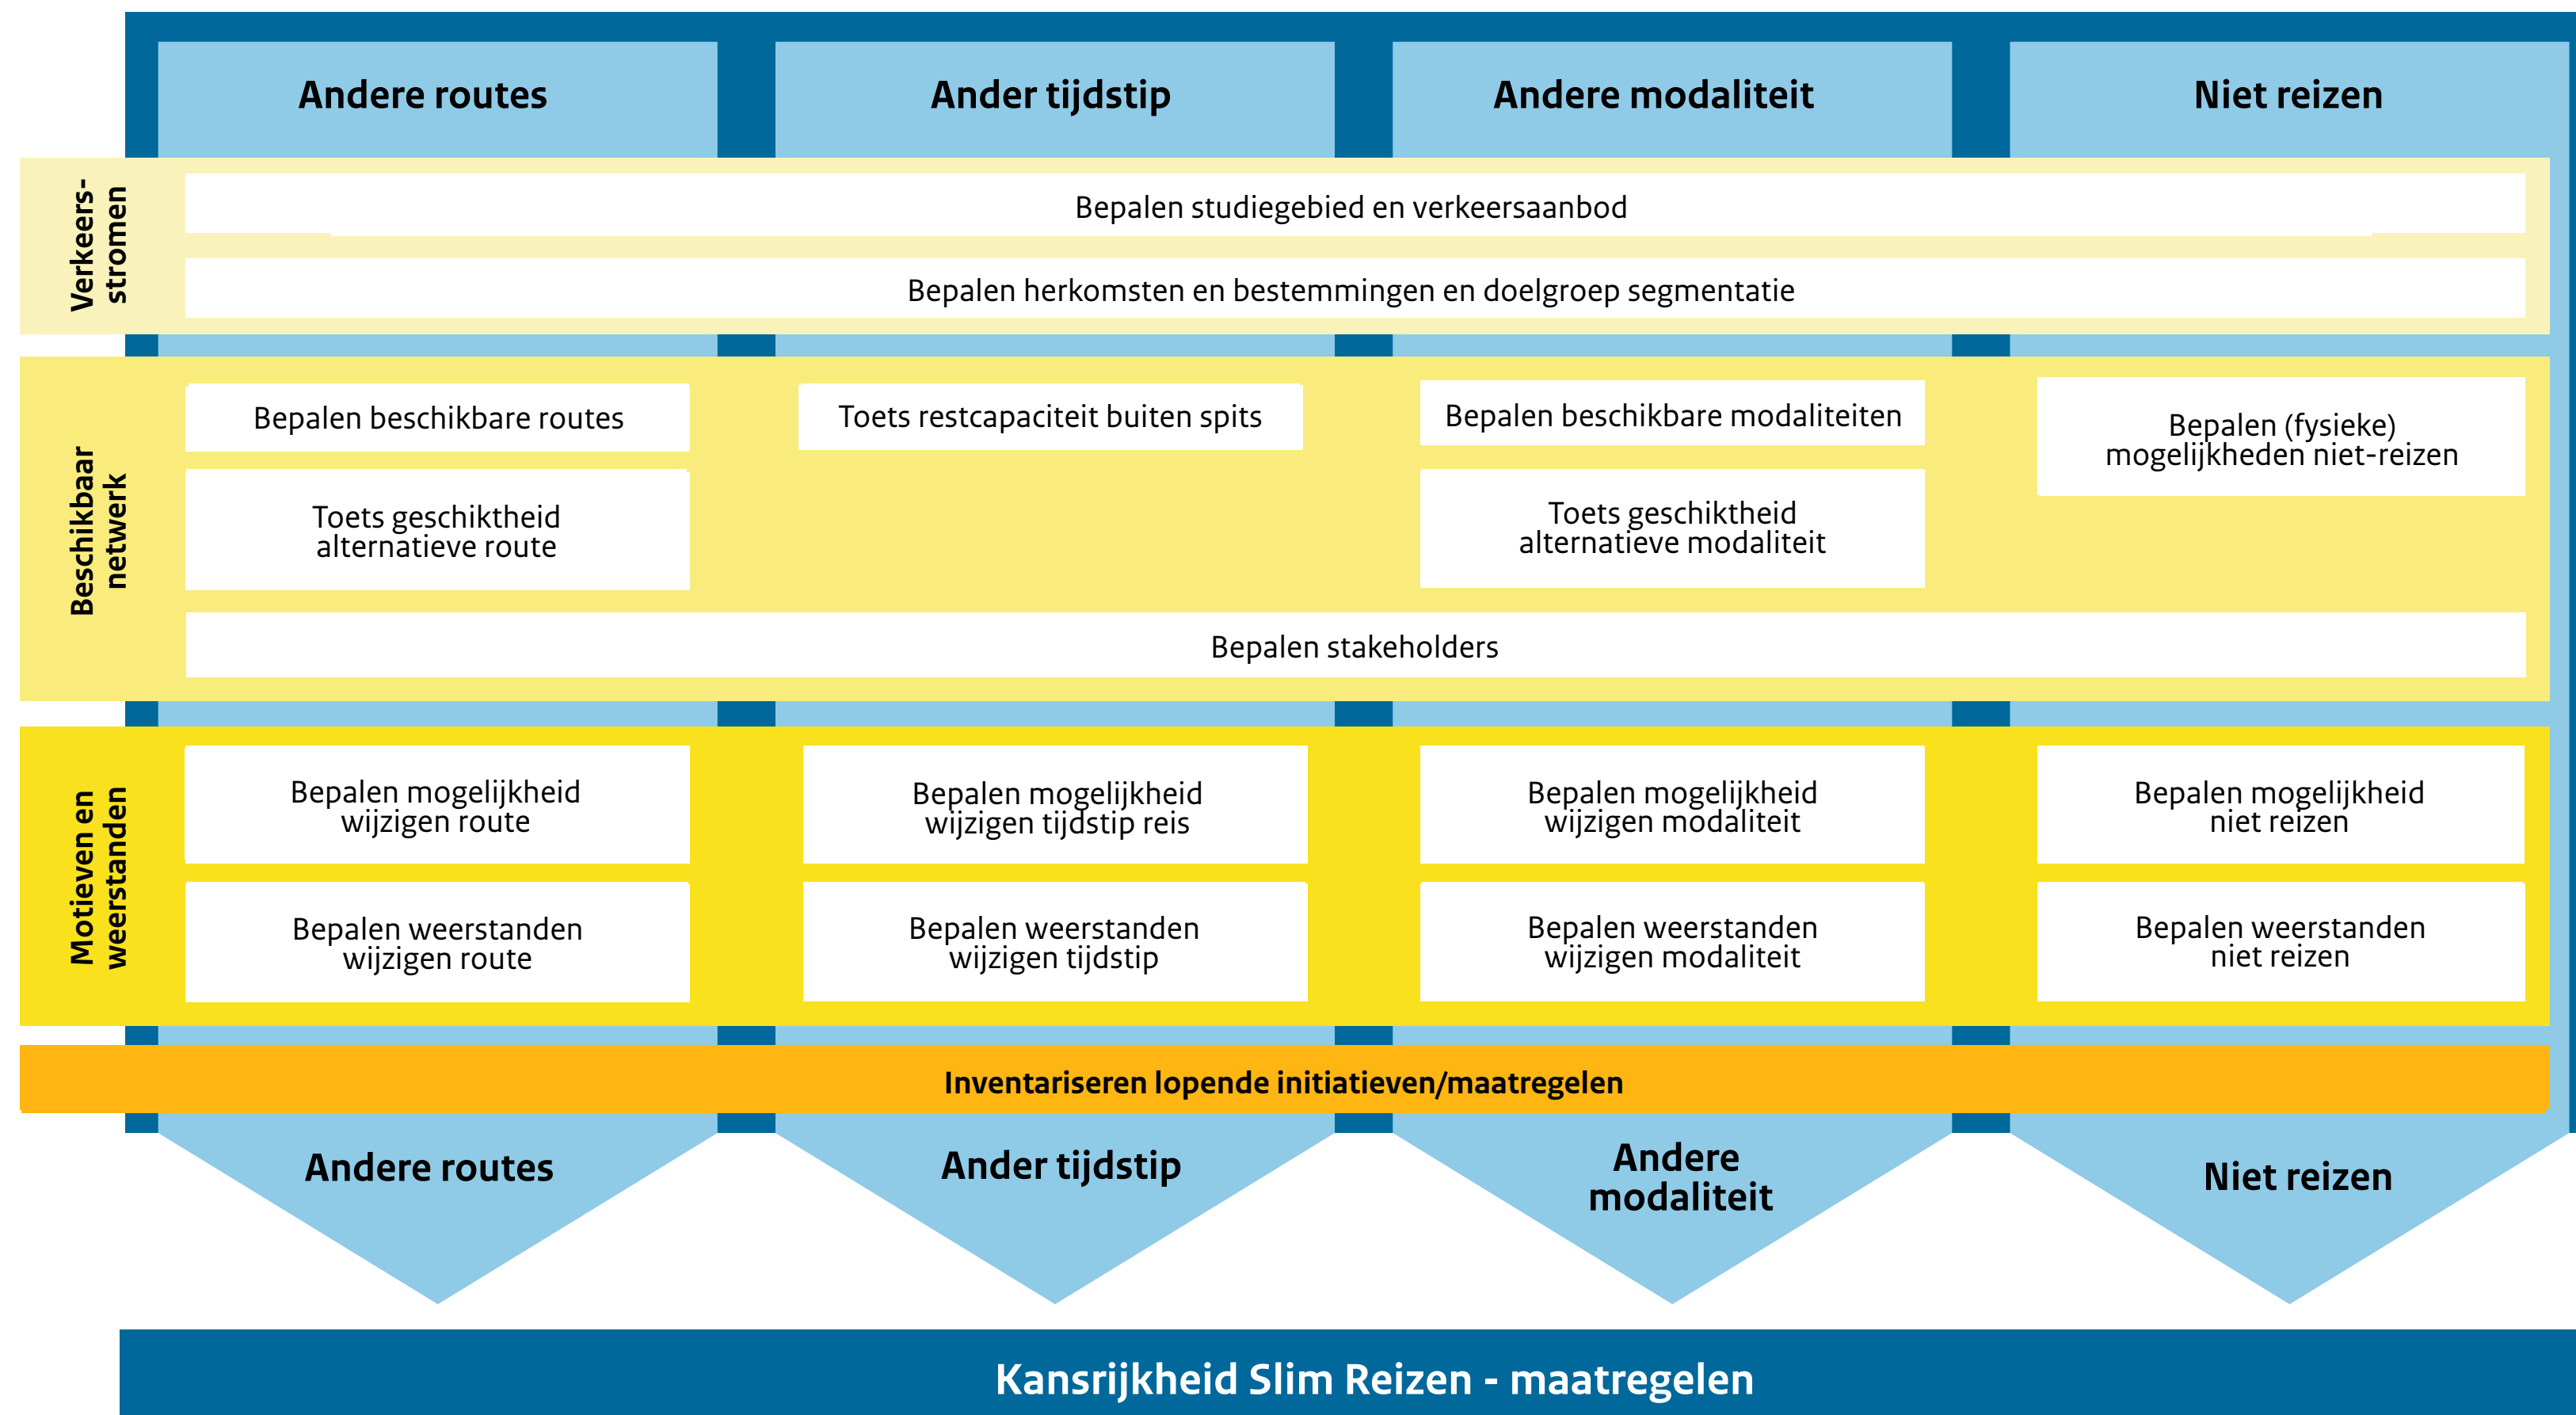 Andere routes
Ander tijdstip
Andere modaliteit
Niet reizen
Verkeers-
stromen
Bepalen studiegebied en verkeersaanbod
Bepalen herkomsten en bestemmingen en doelgroep segmentatie
Beschikbaar
netwerk
Bepalen beschikbare routes
Toets restcapaciteit buiten spits
Bepalen beschikbare modaliteiten
Bepalen (fysieke)
mogelijkheden niet-reizen
Toets geschiktheid
alternatieve route
Toets geschiktheid
alternatieve modaliteit
Bepalen stakeholders
Motieven en
weerstanden
Bepalen mogelijkheid
wijzigen route
Bepalen mogelijkheid
wijzigen tijdstip reis
Bepalen mogelijkheid
wijzigen modaliteit
Bepalen mogelijkheid
niet reizen
Bepalen weerstanden
wijzigen route
Bepalen weerstanden
wijzigen tijdstip
Bepalen weerstanden
wijzigen modaliteit
Bepalen weerstanden
niet reizen
Inventariseren lopende initiatieven/maatregelen
Andere routes
Ander tijdstip
Andere
modaliteit
Niet reizen
Kansrijkheid Slim Reizen - maatregelen